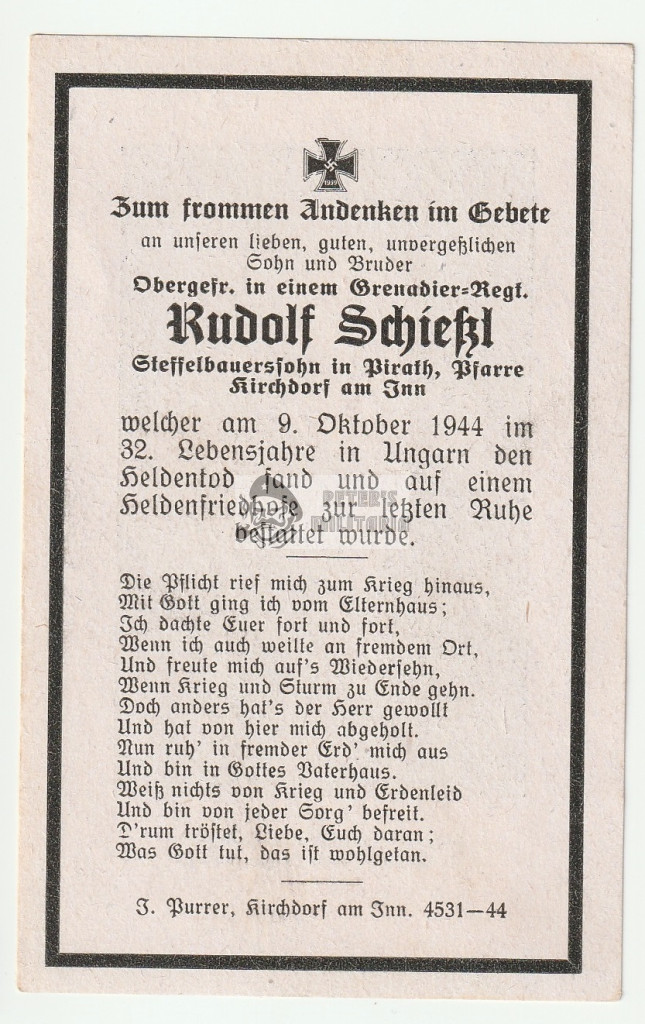 1939
Zum frommen Andenken im Gebete
an unseren lieben, guten, unvergeßlichen
Sohn und Bruder
Obergefr. in einem Grenadier=Regt.
Rudolf Schießl
Steffelbauerssohn in Pirath, Pfarre
Kirchdorf am Inn
welcher am 9. Oktober 1944 im
32. Lebensjahre in Ungarn den
Heldentod fand und auf einem
Heldenfriedhofe zur letzten Ruhe
bestattet wurde.
PETER'S
MILITARIA
Die Pflicht rief mich zum Krieg hinaus,
Mit Gott ging ich vom Elternhaus;
Ich dachte Euer fort und fort,
Wenn ich auch weilte an fremdem Ort,
Und freute mich auf's Wiedersehn,
Wenn Krieg und Sturm zu Ende gehn.
Doch anders hat's der Herr gewollt
Und hat von hier mich abgeholt.
Nun ruh' in fremder Erd' mich aus
Und bin in Gottes Vaterhaus.
Weiß nichts von Krieg und Erdenleid
Und bin von jeder Sorg' befreit.
D'rum tröstet, Liebe, Euch daran;
Was Gott tut, das ist wohlgetan.
J. Purrer, Kirchdorf am Inn. 4531—44